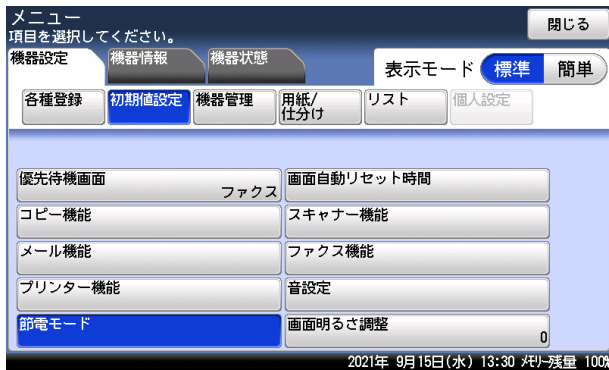 メニュー
閉じる
項目を選択してください。
機器設定
機器情報
機器状態
表示モード
標準
簡単
各種登録
初期値設定
機器管理
用紙/
仕分け
リスト
個人設定
優先待機画面
ファクス
画面自動リセット時間
コピー機能
スキャナー機能
メール機能
ファクス機能
プリンター機能
音設定
節電モード
画面明るさ調整
0
2021年 9月15日(水) 13:30 メモリー残量 100%